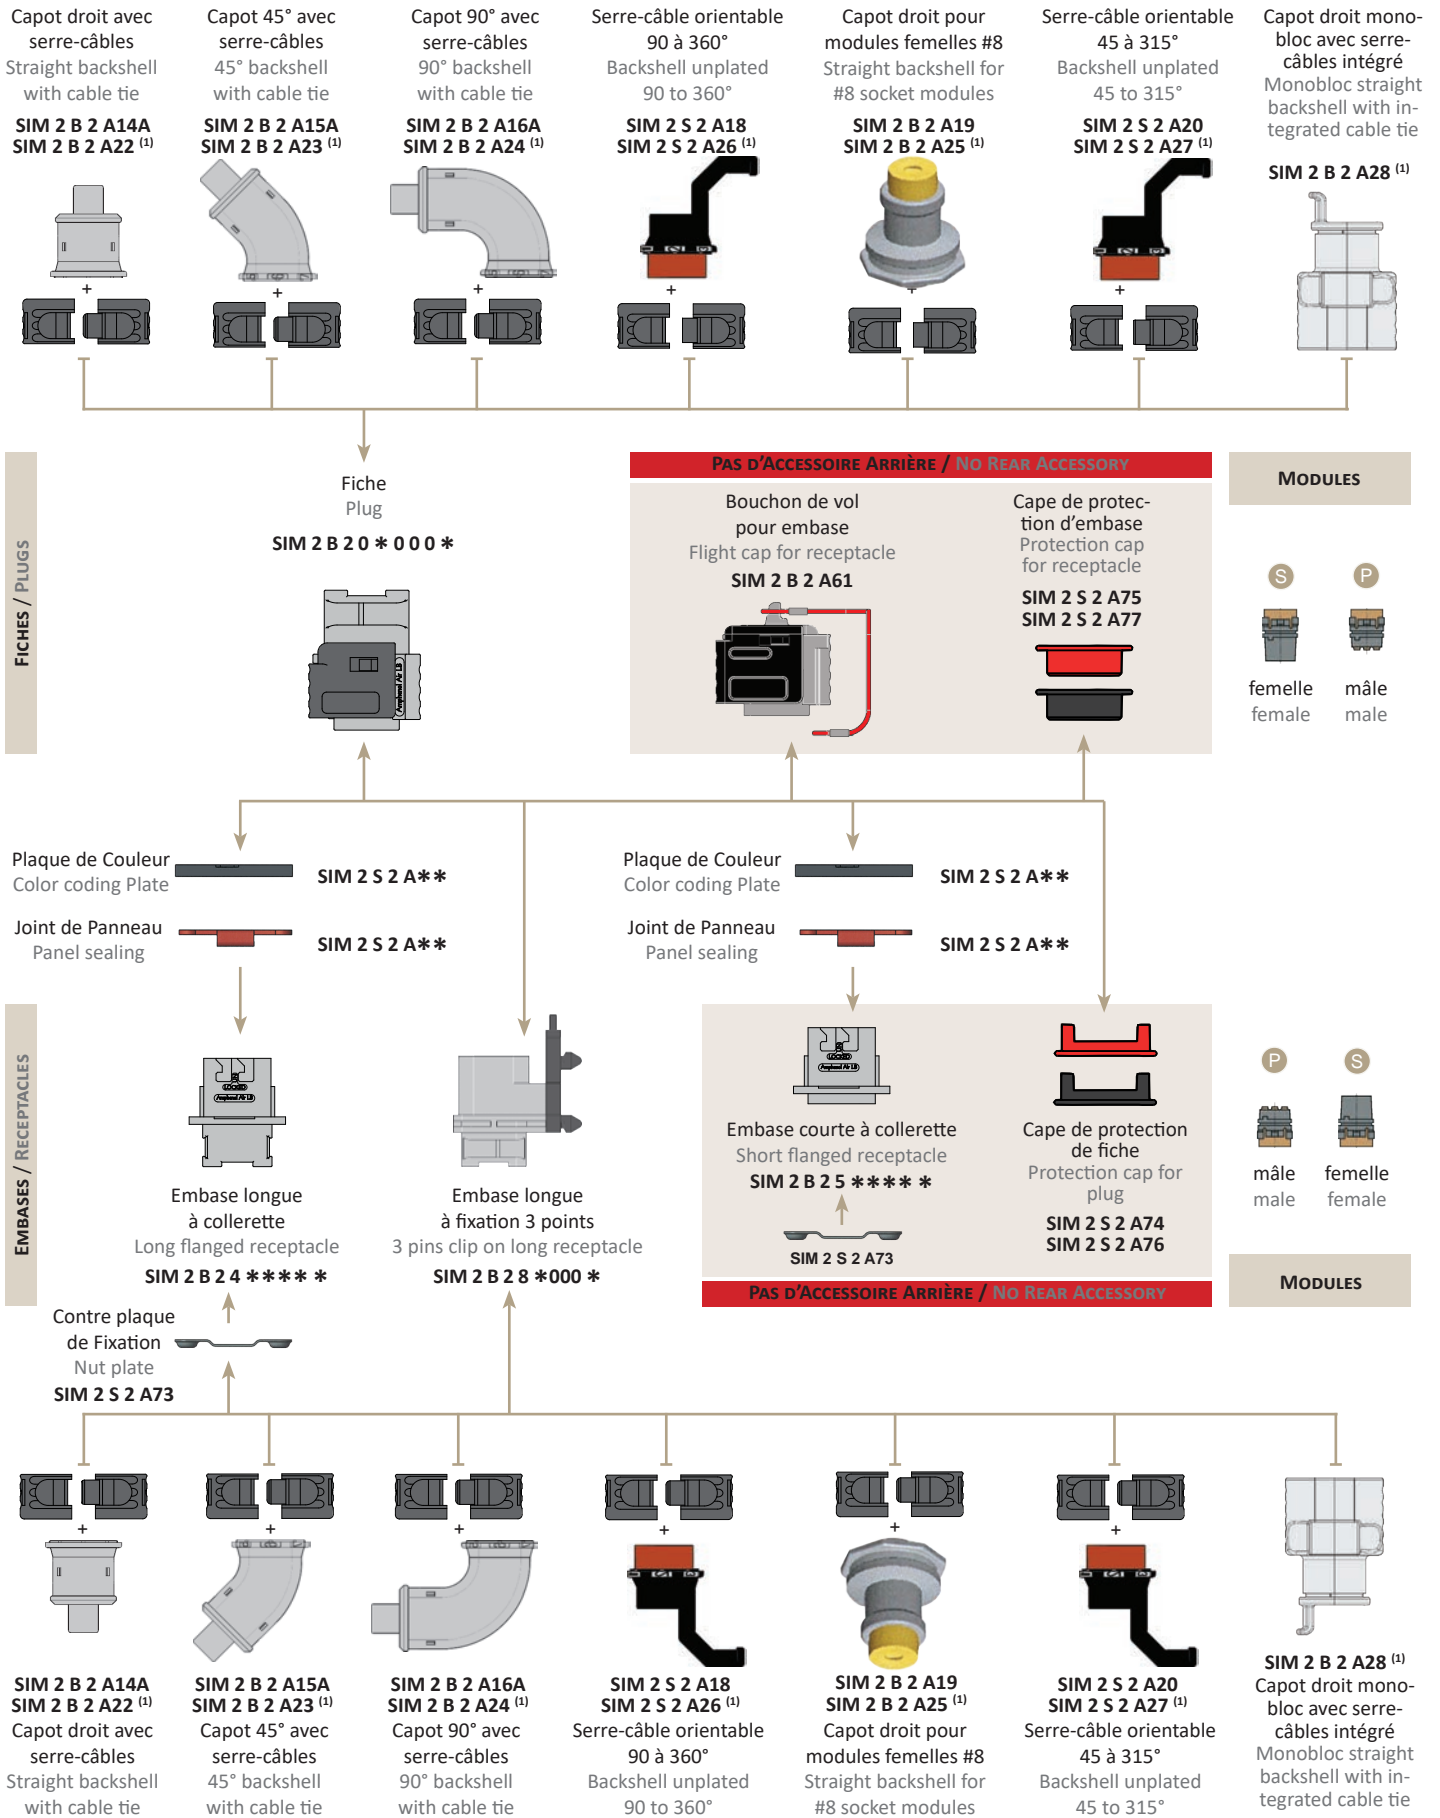 Capot droit avec
serre-câbles
Straight backshell
with cable tie
SIM 2 B 2 A14A
SIM 2 B 2 A22 (1)
+
Capot 45° avec
serre-câbles
45° backshell
with cable tie
SIM 2 B 2 A15A
SIM 2 B 2 A23 (1)
+
Capot 90° avec
serre-câbles
90° backshell
with cable tie
SIM 2 B 2 A16A
SIM 2 B 2 A24 (1)
+
Serre-câble orientable
90 à 360°
Backshell unplated
90 to 360°
SIM 2 S 2 A18
SIM 2 S 2 A26 (1)
+
Capot droit pour
modules femelles #8
Straight backshell for
#8 socket modules
SIM 2 B 2 A19
SIM 2 B 2 A25 (1)
+
Serre-câble orientable
45 à 315°
Backshell unplated
45 to 315°
SIM 2 S 2 A20
SIM 2 S 2 A27 (1)
+
Capot droit mono-
bloc avec serre-
câbles intégré
Monobloc straight
backshell with in-
tegrated cable tie
SIM 2 B 2 A28 (1)
FICHES / PLUGS
Fiche
Plug
SIM 2 B 2 0 * 0 0 0 *
Amphenol Air LB
PAS D'ACCESSOIRE ARRIÈRE / NO REAR ACCESSORY
Bouchon de vol
pour embase
Flight cap for receptacle
SIM 2 B 2 A61
Cape de protec-
tion d'embase
Protection cap
for receptacle
SIM 2 S 2 A75
SIM 2 S 2 A77
MODULES
S
femelle
female
P
mâle
male
Plaque de Couleur
Color coding Plate
SIM 2 S 2 A**
Joint de Panneau
Panel sealing
SIM 2 S 2 A**
Plaque de Couleur
Color coding Plate
SIM 2 S 2 A**
Joint de Panneau
Panel sealing
SIM 2 S 2 A**
EMBASES / RECEPTACLES
LOCKED
Amphenol Air LB
Embase longue
à collerette
Long flanged receptacle
SIM 2 B 2 4 * * * * *
Embase longue
à fixation 3 points
3 pins clip on long receptacle
SIM 2 B 2 8 *000 *
LOCKED
Amphenol Air LB
Embase courte à collerette
Short flanged receptacle
SIM 2 B 2 5 * * * * *
SIM 2 S 2 A73
Cape de protection
de fiche
Protection cap for
plug
SIM 2 S 2 A74
SIM 2 S 2 A76
PAS D'ACCESSOIRE ARRIÈRE / NO REAR ACCESSORY
P
mâle
male
S
femelle
female
MODULES
Contre plaque
de Fixation
Nut plate
SIM 2 S 2 A73
+
SIM 2 B 2 A14A
SIM 2 B 2 A22 (1)
Capot droit avec
serre-câbles
Straight backshell
with cable tie
+
SIM 2 B 2 A15A
SIM 2 B 2 A23 (1)
Capot 45° avec
serre-câbles
45° backshell
with cable tie
+
SIM 2 B 2 A16A
SIM 2 B 2 A24 (1)
Capot 90° avec
serre-câbles
90° backshell
with cable tie
+
SIM 2 S 2 A18
SIM 2 S 2 A26 (1)
Serre-câble orientable
90 à 360°
Backshell unplated
90 to 360°
+
SIM 2 B 2 A19
SIM 2 B 2 A25 (1)
Capot droit pour
modules femelles #8
Straight backshell for
#8 socket modules
+
SIM 2 S 2 A20
SIM 2 S 2 A27 (1)
Serre-câble orientable
45 à 315°
Backshell unplated
45 to 315°
SIM 2 B 2 A28 (1)
Capot droit mono-
bloc avec serre-
câbles intégré
Monobloc straight
backshell with in-
tegrated cable tie